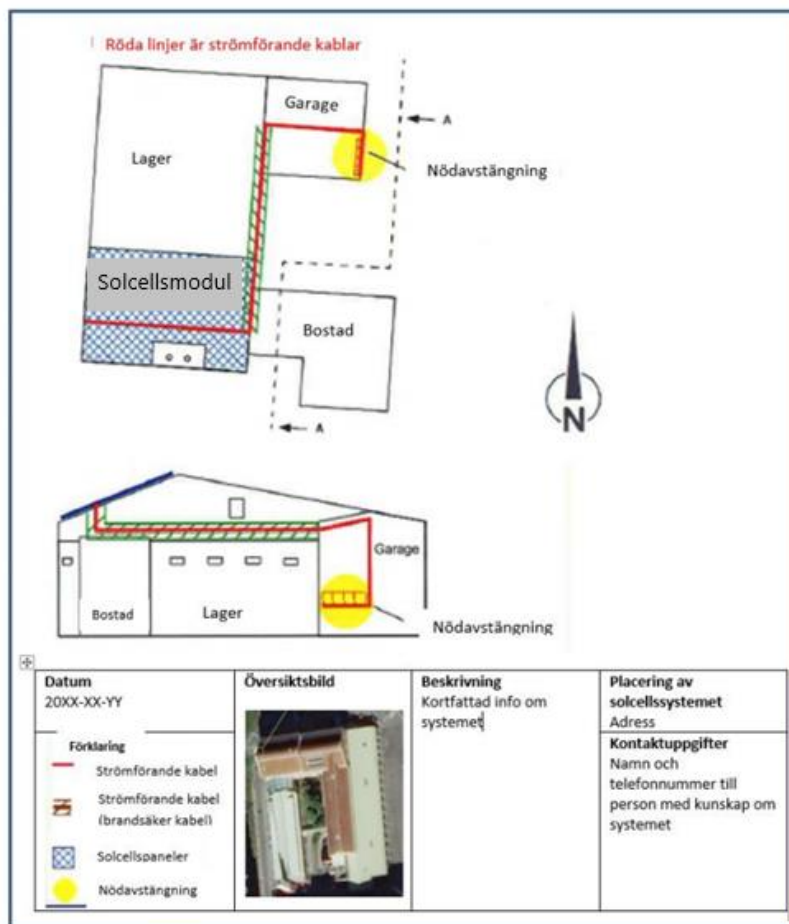 Röda linjer är strömförande kablar
Garage
A
Lager
Nödavstängning
Solcellsmodul
Bostad
N
A
Garage
Bostad
Lager
Nödavstängning
Datum
20XX-XX-YY
Översiktsbild
Beskrivning
Kortfattad info om
systemet
Placering av
solcellssystemet
Adress
Förklaring
Strömförande kabel
Strömförande kabel
(brandsäker kabel)
Solcellspaneler
Nödavstängning
Kontaktuppgifter
Namn och
telefonnummer till
person med kunskap om
systemet